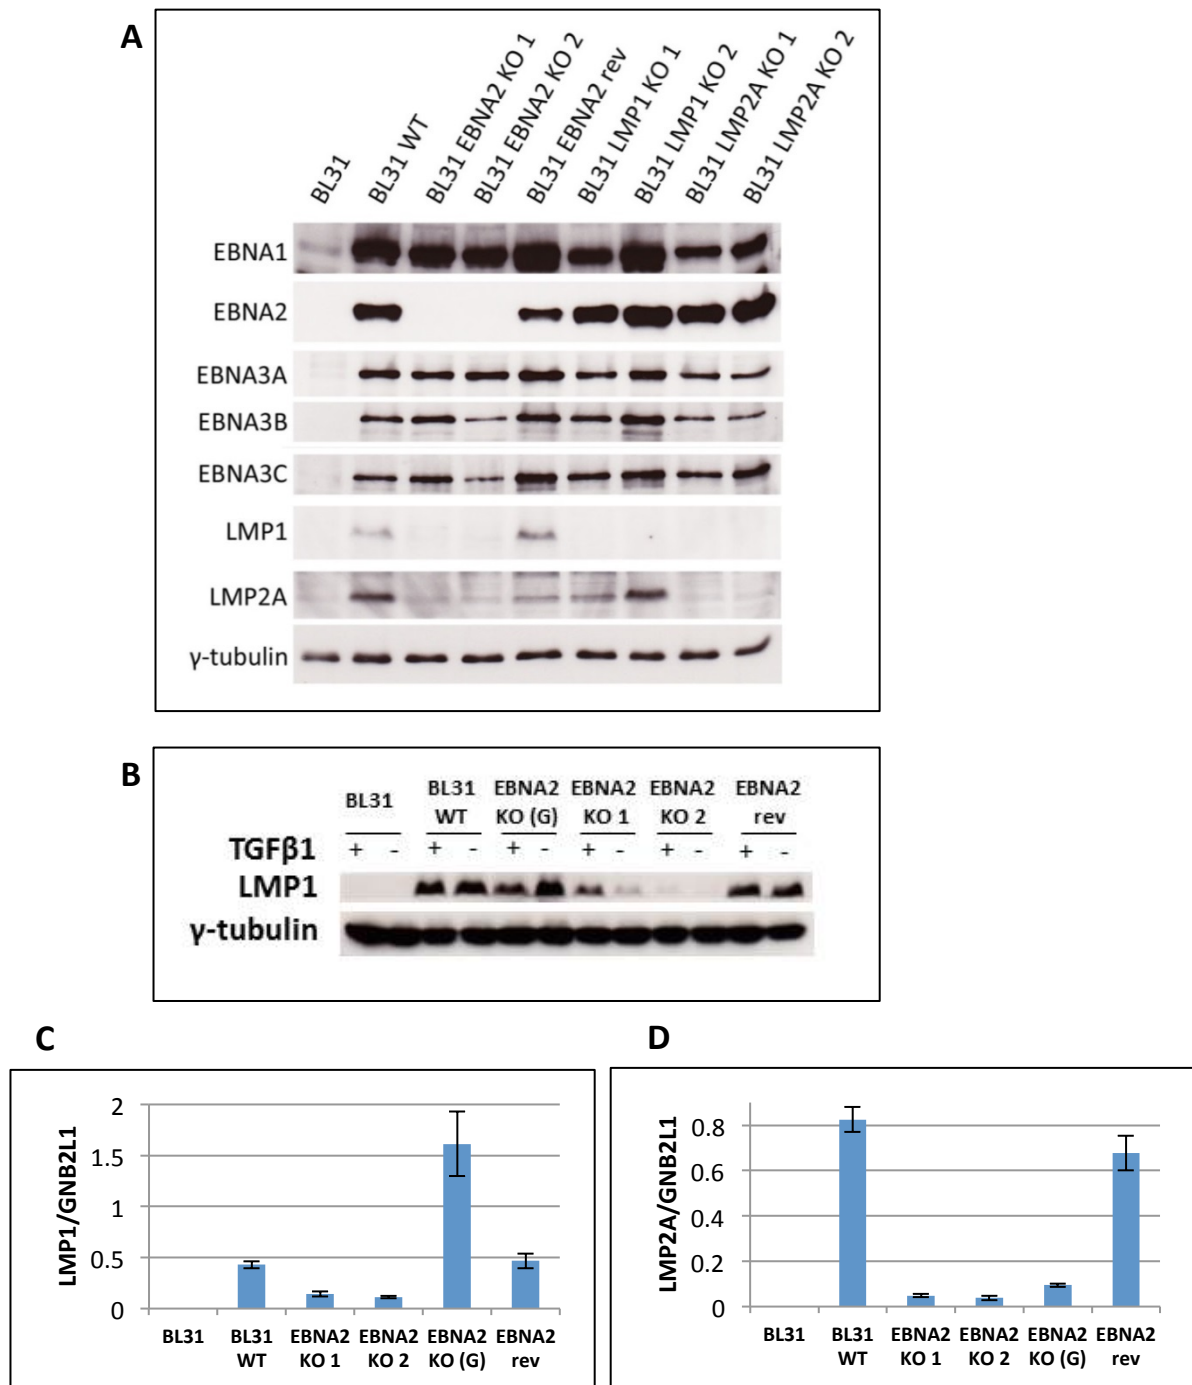 A
BL31
BL31 WT
BL31 EBNA2 KO 1
BL31 EBNA2 KO 2
BL31 EBNA2 rev
BL31 LMP1 KO 1
BL31 LMP1 KO 2
BL31 LMP2A KO 1
BL31 LMP2A KO 2
EBNA1
EBNA2
EBNA3A
EBNA3B
EBNA3C
LMP1
LMP2A
γ-tubulin
B
BL31 BL31 WT EBNA2 KO (G) EBNA2 KO 1 EBNA2 KO 2 EBNA2 rev
TGFβ1 + - + - + - + - + - + -
LMP1
γ-tubulin
C
LMP1/GNB2L1
2
1.5
1
0.5
0
BL31 BL31 WT EBNA2 KO 1 EBNA2 KO 2 EBNA2 KO (G) EBNA2 rev
D
LMP2A/GNB2L1
0.8
0.6
0.4
0.2
0
BL31 BL31 WT EBNA2 KO 1 EBNA2 KO 2 EBNA2 KO (G) EBNA2 rev